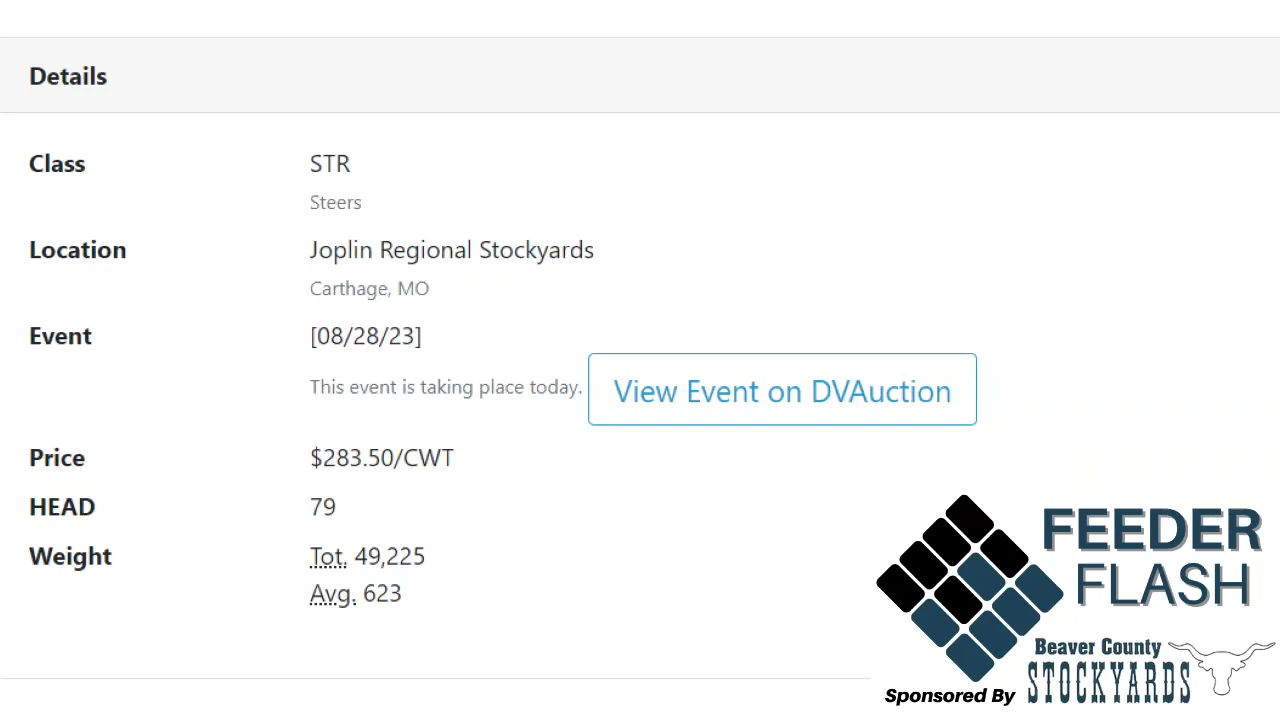 Details
Class STR
Steers
Location Joplin Regional Stockyards
Carthage, MO
Event [08/28/23]
This event is taking place today. View Event on DVAuction
Price $283.50/CWT
HEAD 79
Weight Tot. 49,225
Avg. 623
FEEDER
FLASH
Sponsored By Beaver County
STOCKYARDS